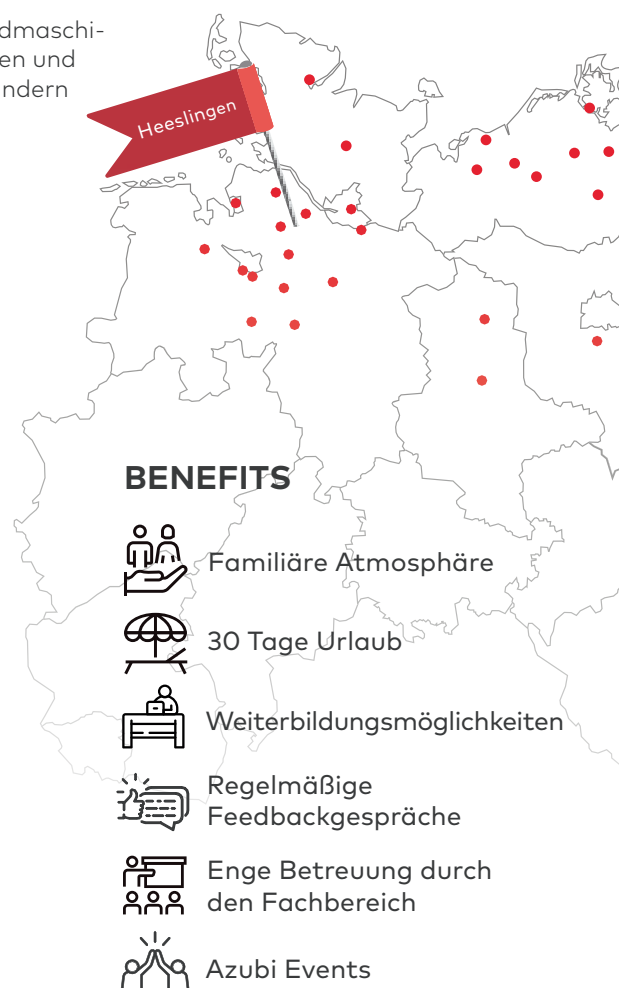 dmaschi-
en und
ndern
Heeslingen
BENEFITS
Familiäre Atmosphäre
30 Tage Urlaub
Weiterbildungsmöglichkeiten
Regelmäßige
Feedbackgespräche
Enge Betreuung durch
den Fachbereich
Azubi Events